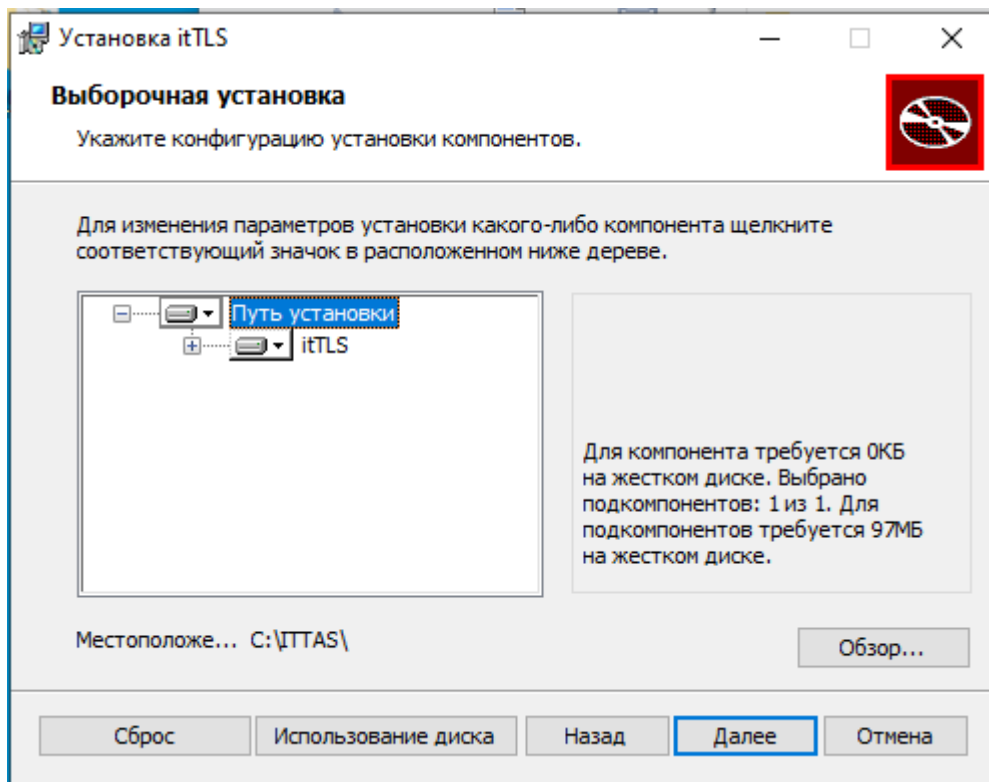 Установка itTLS
Выборочная установка
Укажите конфигурацию установки компонентов.
Для изменения параметров установки какого-либо компонента щелкните
соответствующий значок в расположенном ниже дереве.
Путь установки
itTLS
Для компонента требуется 0КБ
на жестком диске. Выбрано
подкомпонентов: 1 из 1. Для
подкомпонентов требуется 97МБ
на жестком диске.
Местоположе... C:\ITTAS\
Обзор...
Сброс
Использование диска
Назад
Далее
Отмена